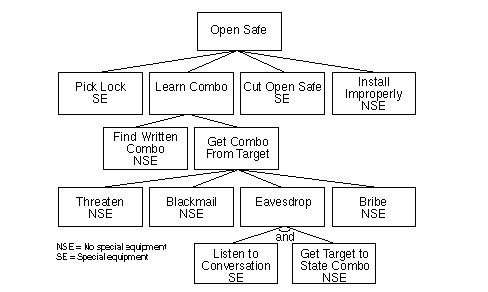 Open Safe
Pick Lock
SE
Learn Combo
Cut Open Safe
SE
Install
Improperly
NSE
Find Written
Combo
NSE
Get Combo
From Target
Threaten
NSE
Blackmail
NSE
Eavesdrop
Bribe
NSE
and
NSE = No special equipment
SE = Special equipment
Listen to
Conversation
SE
Get Target to
State Combo
NSE